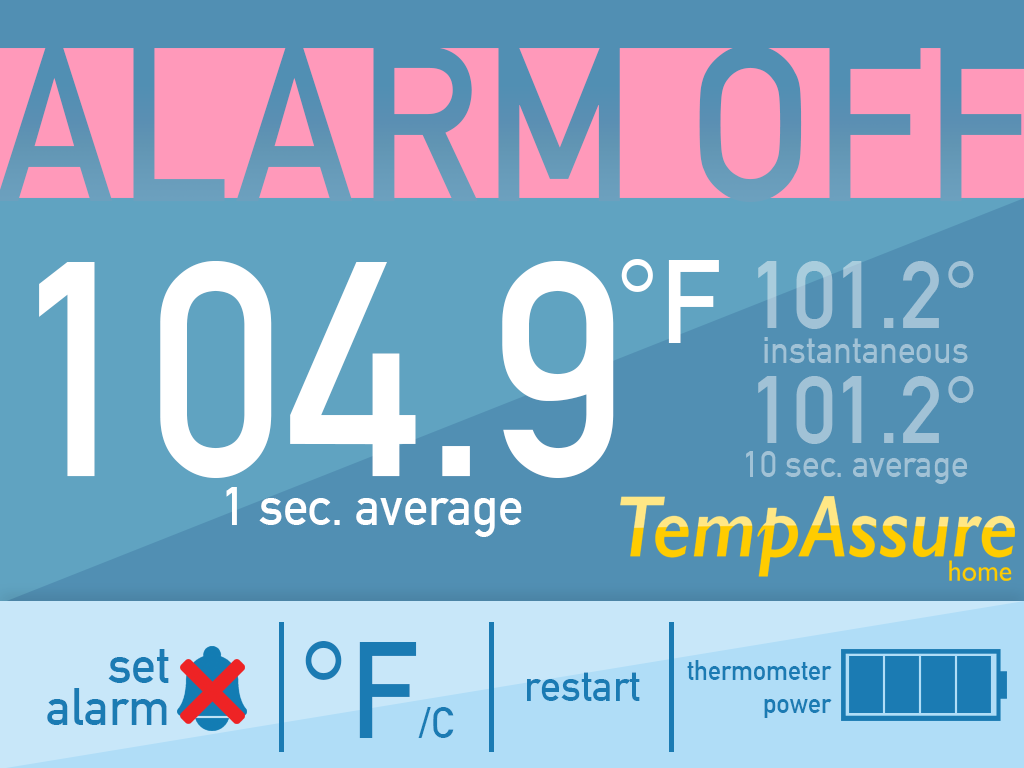 ALARM OFF
104.9°F
1 sec. average
101.2°
instantaneous
101.2°
10 sec. average
TempAssure
home
set
alarm
°F/C
restart
thermometer
power